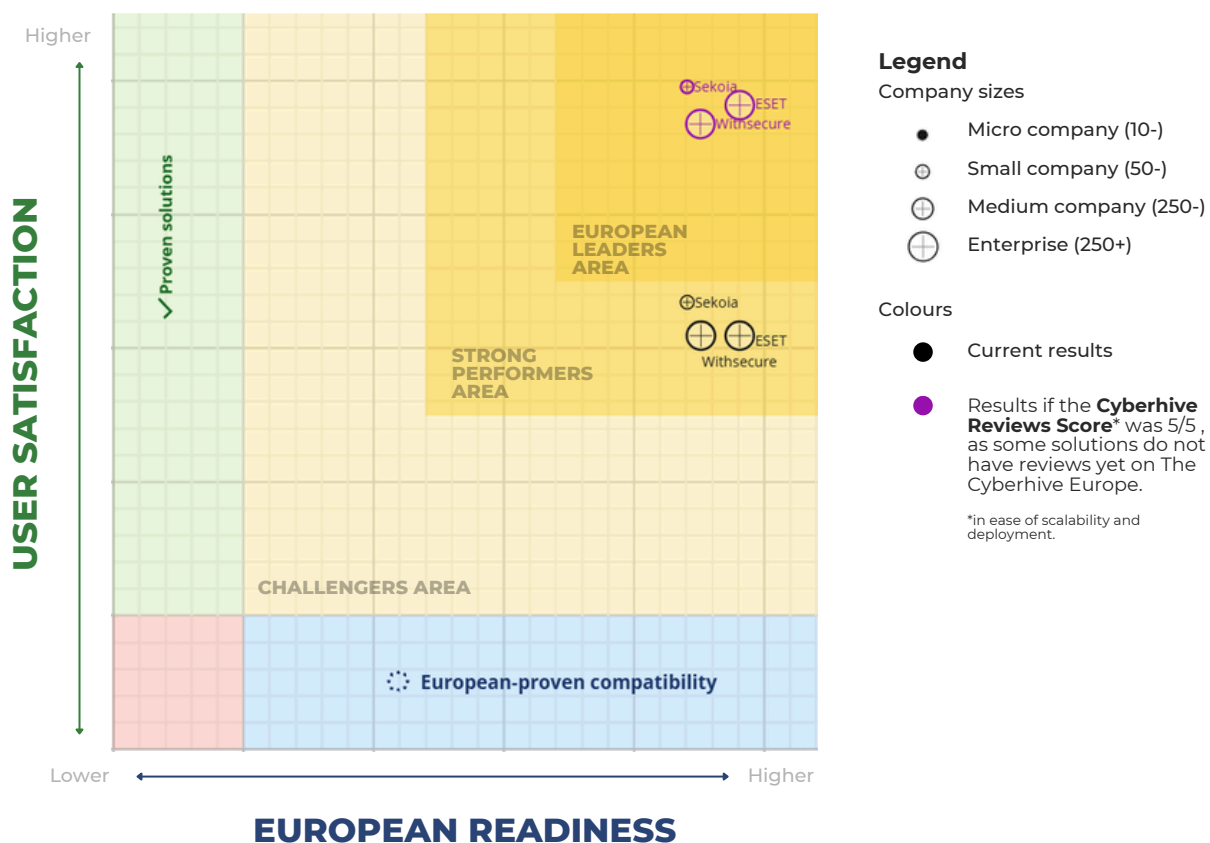 Higher
USER SATISFACTION
Proven solutions
Sekoia
ESET
Withsecure
EUROPEAN
LEADERS
AREA
Sekoia
ESET
Withsecure
STRONG
PERFORMERS
AREA
CHALLENGERS AREA
European-proven compatibility
Lower
Higher
EUROPEAN READINESS
Legend
Company sizes
Micro company (10-)
Small company (50-)
Medium company (250-)
Enterprise (250+)
Colours
Current results
Results if the Cyberhive
Reviews Score* was 5/5 ,
as some solutions do not
have reviews yet on The
Cyberhive Europe.
*in ease of scalability and
deployment.